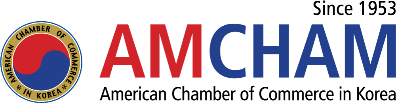 Since 1953
AMERICAN CHAMBER OF COMMERCE
IN KOREA
AMCHAM
American Chamber of Commerce in Korea